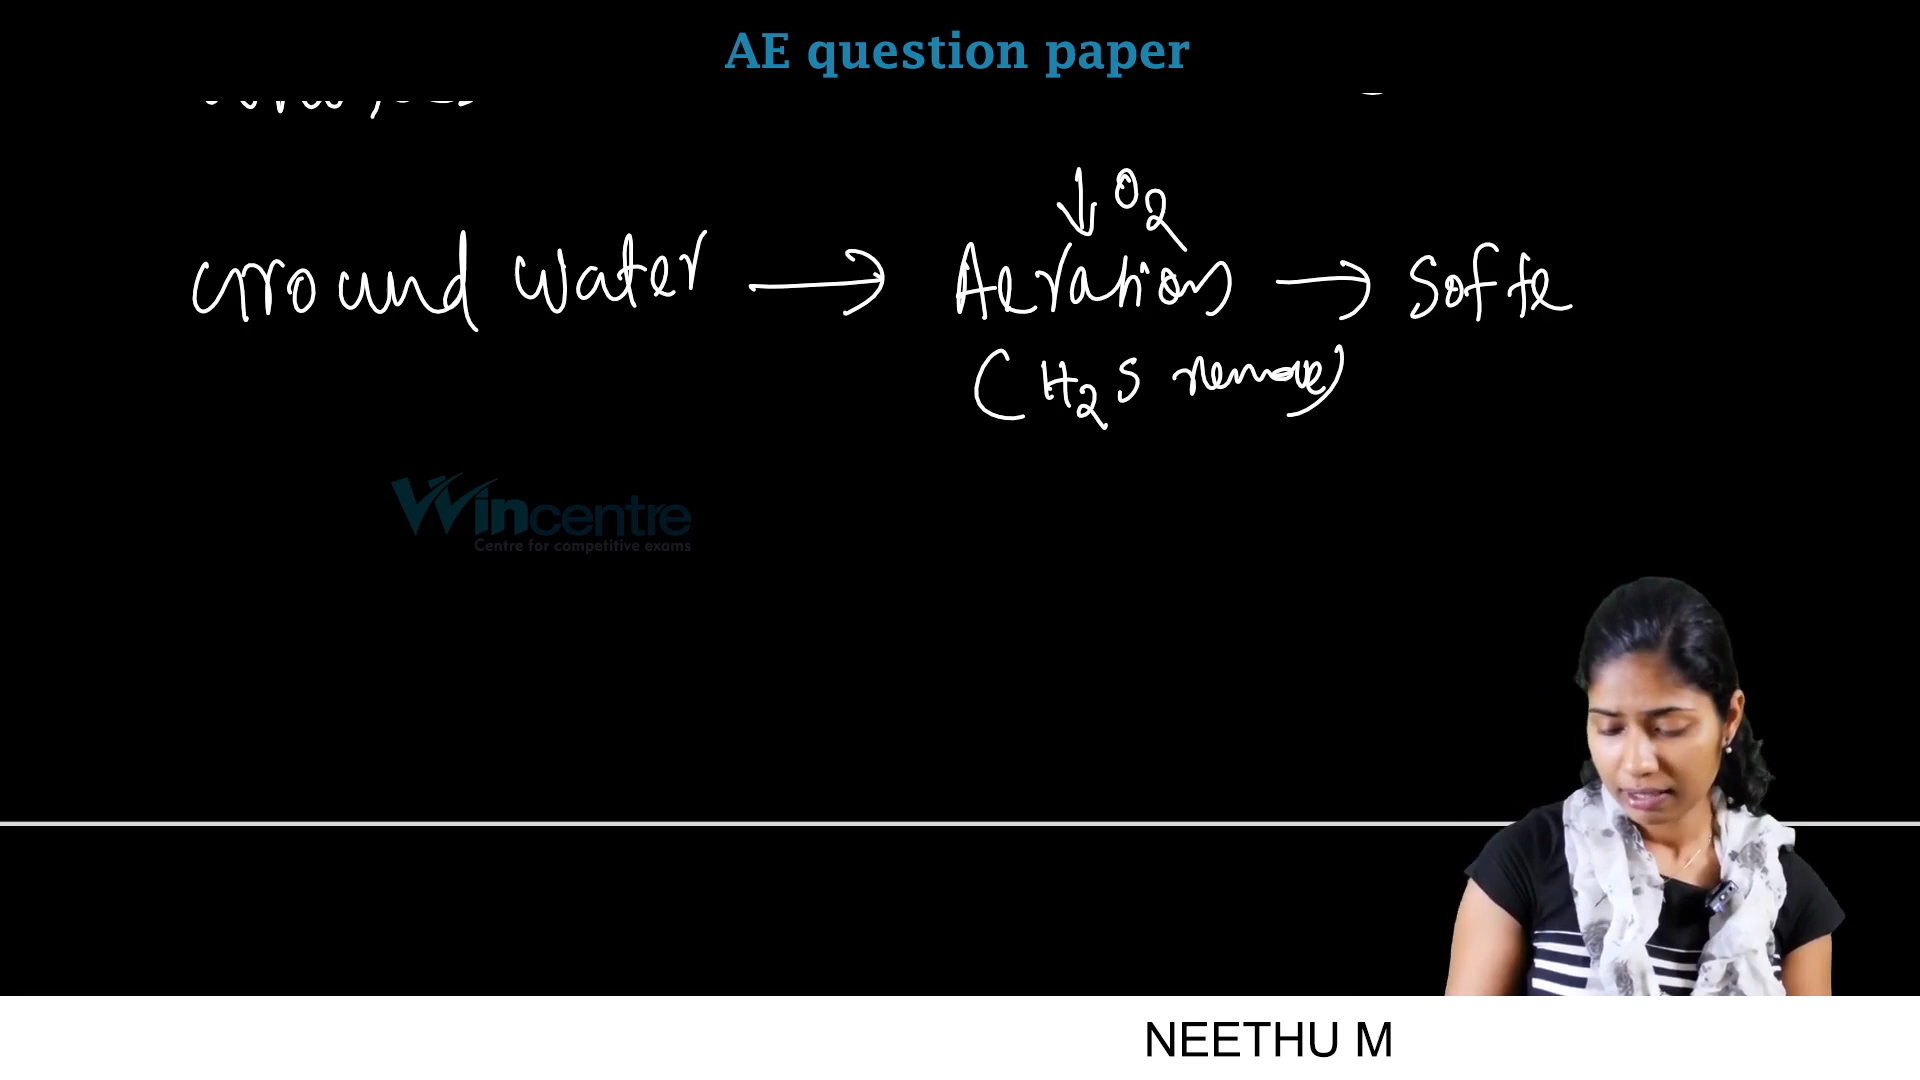 AE question paper
↓ O2
Ground Water → Aeration → Softe
(H2S remove)
Wincentre
Centre for competitive exams
NEETHU M